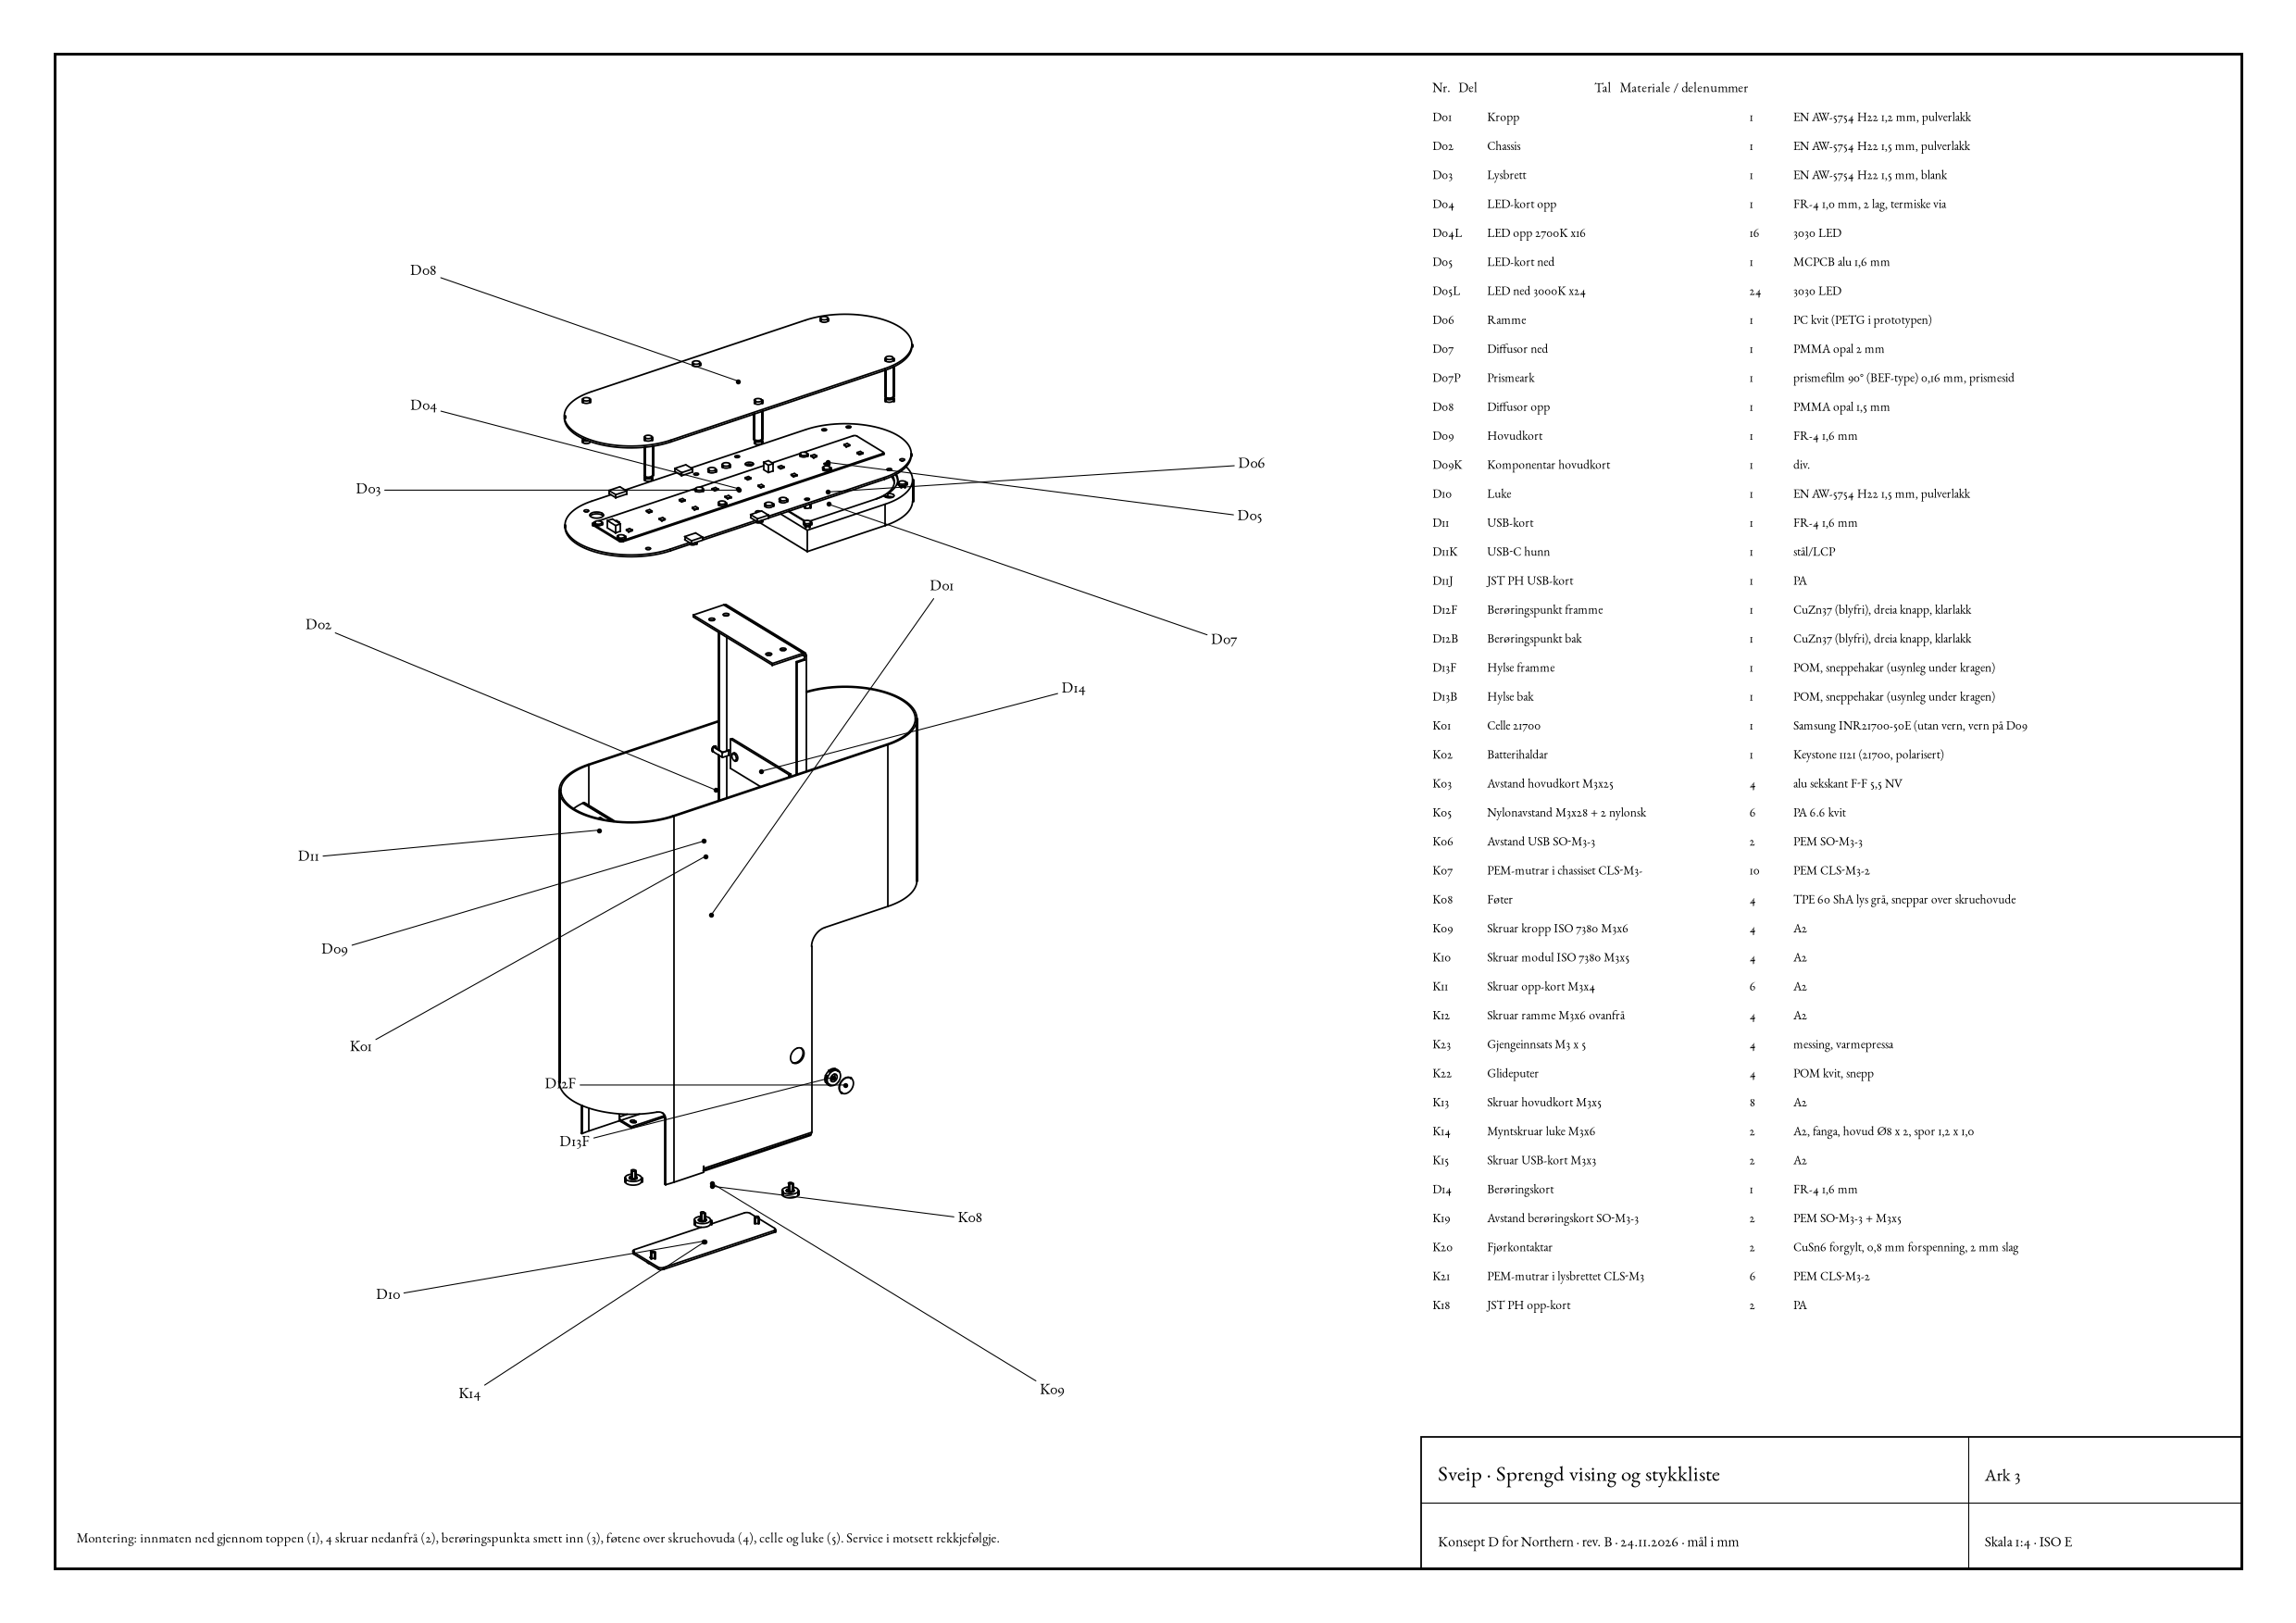 Nr. Del Tal Materiale / delenummer
D01 Kropp 1 EN AW-5754 H22 1,2 mm, pulverlakk
D02 Chassis 1 EN AW-5754 H22 1,5 mm, pulverlakk
D03 Lysbrett 1 EN AW-5754 H22 1,5 mm, blank
D04 LED-kort opp 1 FR-4 1,0 mm, 2 lag, termiske via
D04L LED opp 2700K x16 16 3030 LED
D05 LED-kort ned 1 MCPCB alu 1,6 mm
D05L LED ned 3000K x24 24 3030 LED
D06 Ramme 1 PC kvit (PETG i prototypen)
D07 Diffusor ned 1 PMMA opal 2 mm
D07P Prismeark 1 prismefilm 90° (BEF-type) 0,16 mm, prismesid
D08 Diffusor opp 1 PMMA opal 1,5 mm
D09 Hovudkort 1 FR-4 1,6 mm
D09K Komponentar hovudkort 1 div.
D10 Luke 1 EN AW-5754 H22 1,5 mm, pulverlakk
D11 USB-kort 1 FR-4 1,6 mm
D11K USB-C hunn 1 stål/LCP
D11J JST PH USB-kort 1 PA
D12F Berøringspunkt framme 1 CuZn37 (blyfri), dreia knapp, klarlakk
D12B Berøringspunkt bak 1 CuZn37 (blyfri), dreia knapp, klarlakk
D13F Hylse framme 1 POM, sneppehakar (usynleg under kragen)
D13B Hylse bak 1 POM, sneppehakar (usynleg under kragen)
K01 Celle 21700 1 Samsung INR21700-50E (utan vern, vern på D09
K02 Batterihaldar 1 Keystone 1121 (21700, polarisert)
K03 Avstand hovudkort M3x25 4 alu sekskant F-F 5,5 NV
K05 Nylonavstand M3x28 + 2 nylonsk 6 PA 6.6 kvit
K06 Avstand USB SO-M3-3 2 PEM SO-M3-3
K07 PEM-mutrar i chassiset CLS-M3- 10 PEM CLS-M3-2
K08 Føter 4 TPE 60 ShA lys grå, sneppar over skruehovude
K09 Skruar kropp ISO 7380 M3x6 4 A2
K10 Skruar modul ISO 7380 M3x5 4 A2
K11 Skruar opp-kort M3x4 6 A2
K12 Skruar ramme M3x6 ovanfrå 4 A2
K23 Gjengeinnsats M3 x 5 4 messing, varmepressa
K22 Glideputer 4 POM kvit, snepp
K13 Skruar hovudkort M3x5 8 A2
K14 Myntskruar luke M3x6 2 A2, fanga, hovud Ø8 x 2, spor 1,2 x 1,0
K15 Skruar USB-kort M3x3 2 A2
D14 Berøringskort 1 FR-4 1,6 mm
K19 Avstand berøringskort SO-M3-3 2 PEM SO-M3-3 + M3x5
K20 Fjørkontaktar 2 CuSn6 forgylt, 0,8 mm forspenning, 2 mm slag
K21 PEM-mutrar i lysbrettet CLS-M3 6 PEM CLS-M3-2
K18 JST PH opp-kort 2 PA
D08
D04
D06
D03
D05
D01
D02
D07
D14
D11
D09
K01
D12F
D13F
K08
D10
K09
K14
Sveip · Sprengd vising og stykkliste
Ark 3
Konsept D for Northern · rev. B · 24.11.2026 · mål i mm
Skala 1:4 · ISO E
Montering: innmaten ned gjennom toppen (1), 4 skruar nedanfrå (2), berøringspunkta smett inn (3), føtene over skruehovuda (4), celle og luke (5). Service i motsett rekkjefølgje.